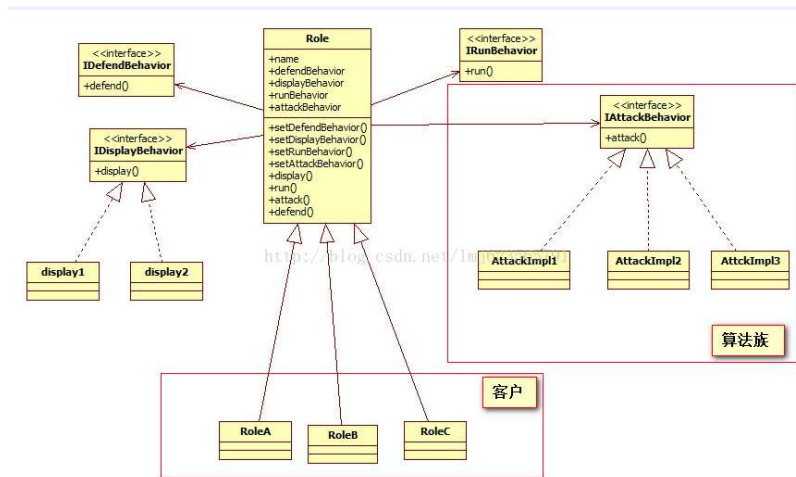 Role
+name
+defendBehavior
+displayBehavior
+runBehavior
+attackBehavior
+setDefendBehavior()
+setDisplayBehavior()
+setRunBehavior()
+setAttackBehavior()
+display()
+run()
+attack()
+defend()
<<interface>>
IDefendBehavior
+defend()
<<interface>>
IRunBehavior
+run()
<<interface>>
IAttackBehavior
+attack()
<<interface>>
IDisplayBehavior
+display()
display1
display2
AttackImpl1
AttackImpl2
AttckImpl3
算法族
客户
RoleA
RoleB
RoleC